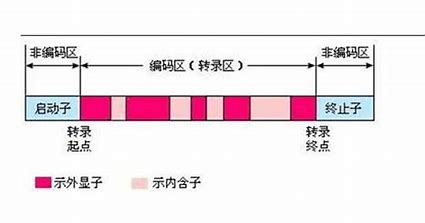 非编码区
编码区(转录区)
非编码区
启动子
终止子
转录
起点
转录
终点
示外显子
示内含子